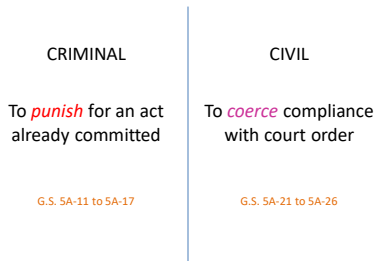 CRIMINAL
To punish for an act
already committed
G.S. 5A-11 to 5A-17
CIVIL
To coerce compliance
with court order
G.S. 5A-21 to 5A-26